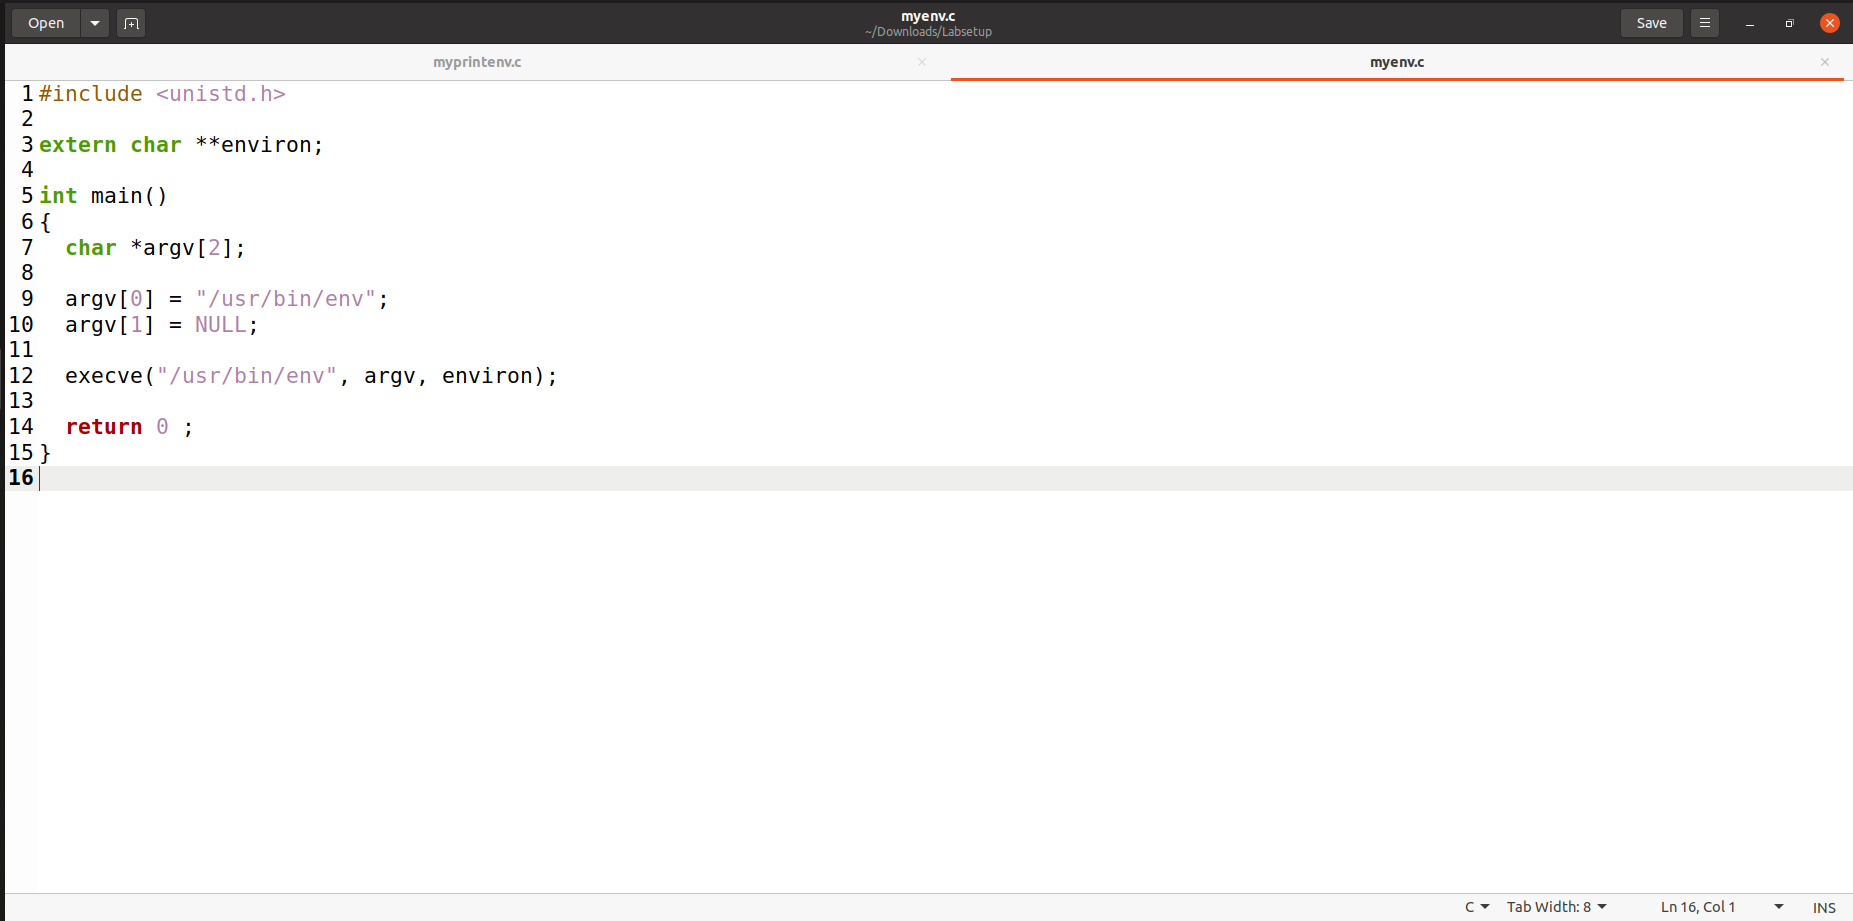 Open
myenv.c
~/Downloads/Labsetup
Save
myprintenv.c
myenv.c
1 #include <unistd.h>
2
3 extern char **environ;
4
5 int main()
6 {
7   char *argv[2];
8
9   argv[0] = "/usr/bin/env";
10   argv[1] = NULL;
11
12   execve("/usr/bin/env", argv, environ);
13
14   return 0 ;
15 }
16
C Tab Width: 8 Ln 16, Col 1 INS